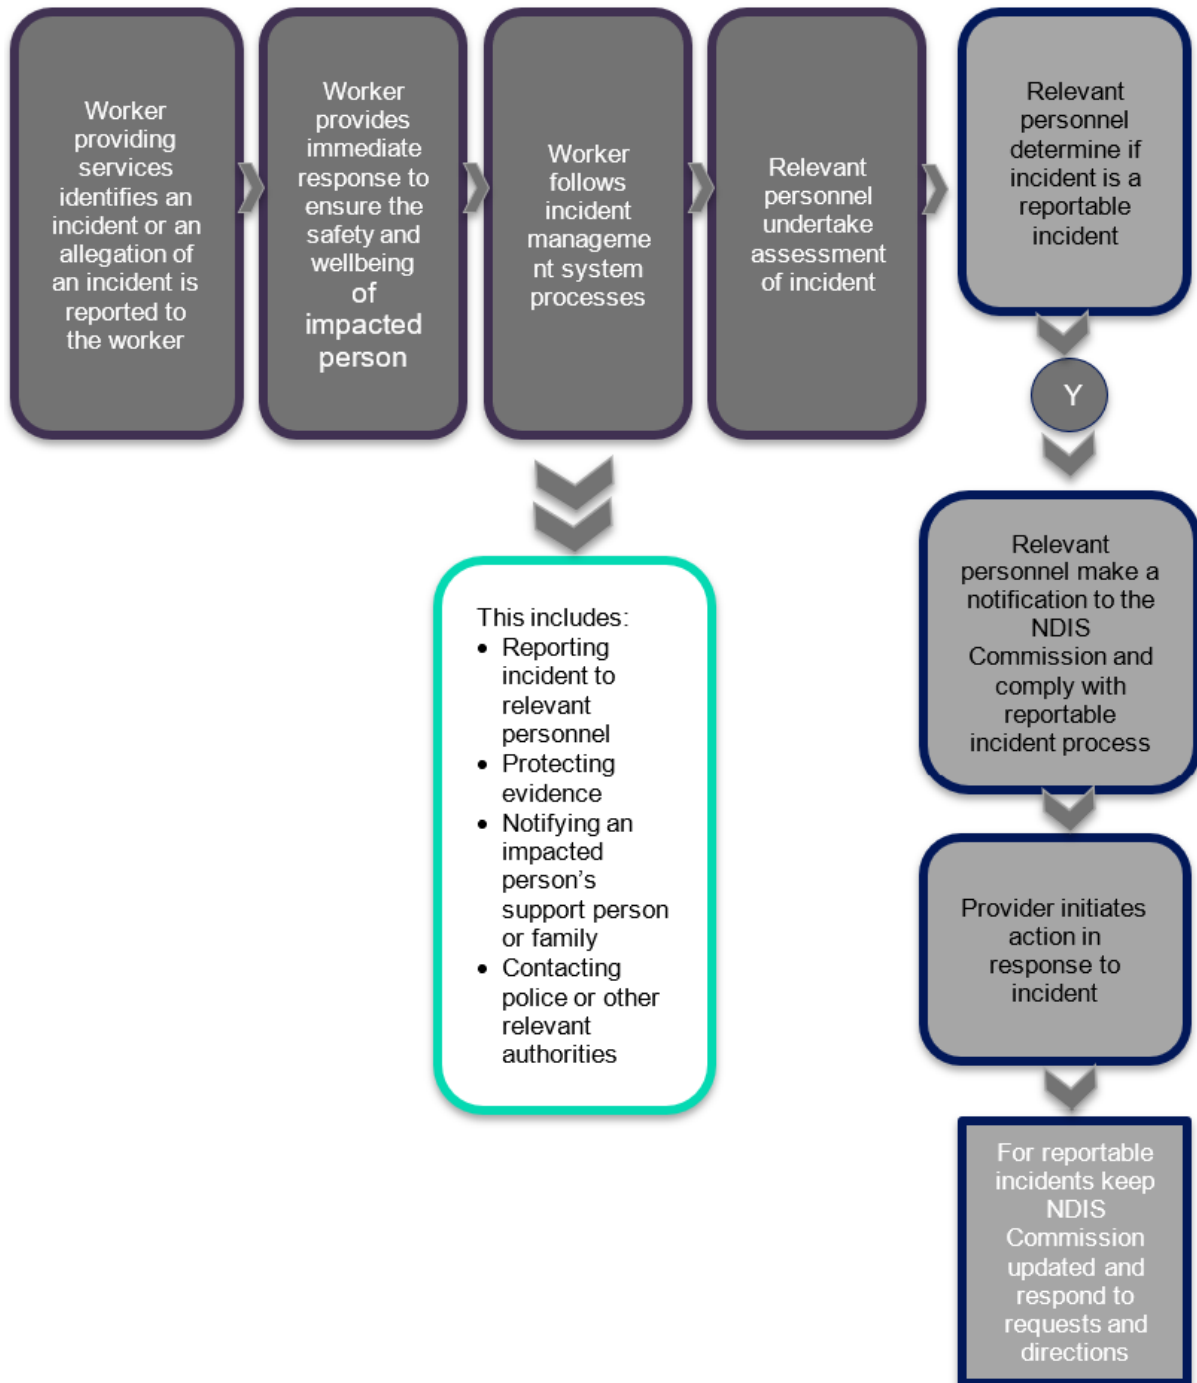 Worker
providing
services
identifies an
incident or an
allegation of
an incident is
reported to
the worker
Worker
provides
immediate
response to
ensure the
safety and
wellbeing
of
impacted
person
Worker
follows
incident
manageme
nt system
processes
Relevant
personnel
undertake
assessment
of incident
Relevant
personnel
determine if
incident is a
reportable
incident
Y
This includes:
• Reporting
incident to
relevant
personnel
• Protecting
evidence
• Notifying an
impacted
person’s
support person
or family
• Contacting
police or other
relevant
authorities
Relevant
personnel make a
notification to the
NDIS
Commission and
comply with
reportable
incident process
Provider initiates
action in
response to
incident
For reportable
incidents keep
NDIS
Commission
updated and
respond to
requests and
directions